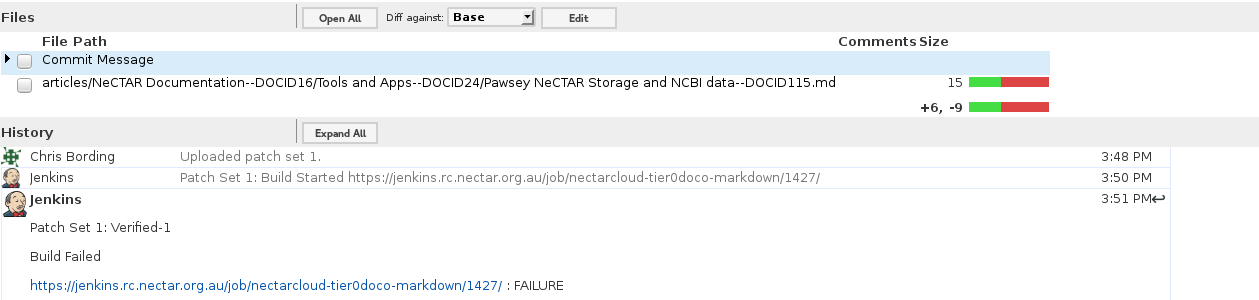 Files Open All Diff against: Base Edit
File Path Comments Size
Commit Message
articles/NeCTAR Documentation--DOCID16/Tools and Apps--DOCID24/Pawsey NeCTAR Storage and NCBI data--DOCID115.md 15
+6, -9
History Expand All
Chris Bording Uploaded patch set 1. 3:48 PM
Jenkins Patch Set 1: Build Started https://jenkins.rc.nectar.org.au/job/nectarcloud-tier0doco-markdown/1427/ 3:50 PM
Jenkins 3:51 PM
Patch Set 1: Verified-1
Build Failed
https://jenkins.rc.nectar.org.au/job/nectarcloud-tier0doco-markdown/1427/ : FAILURE